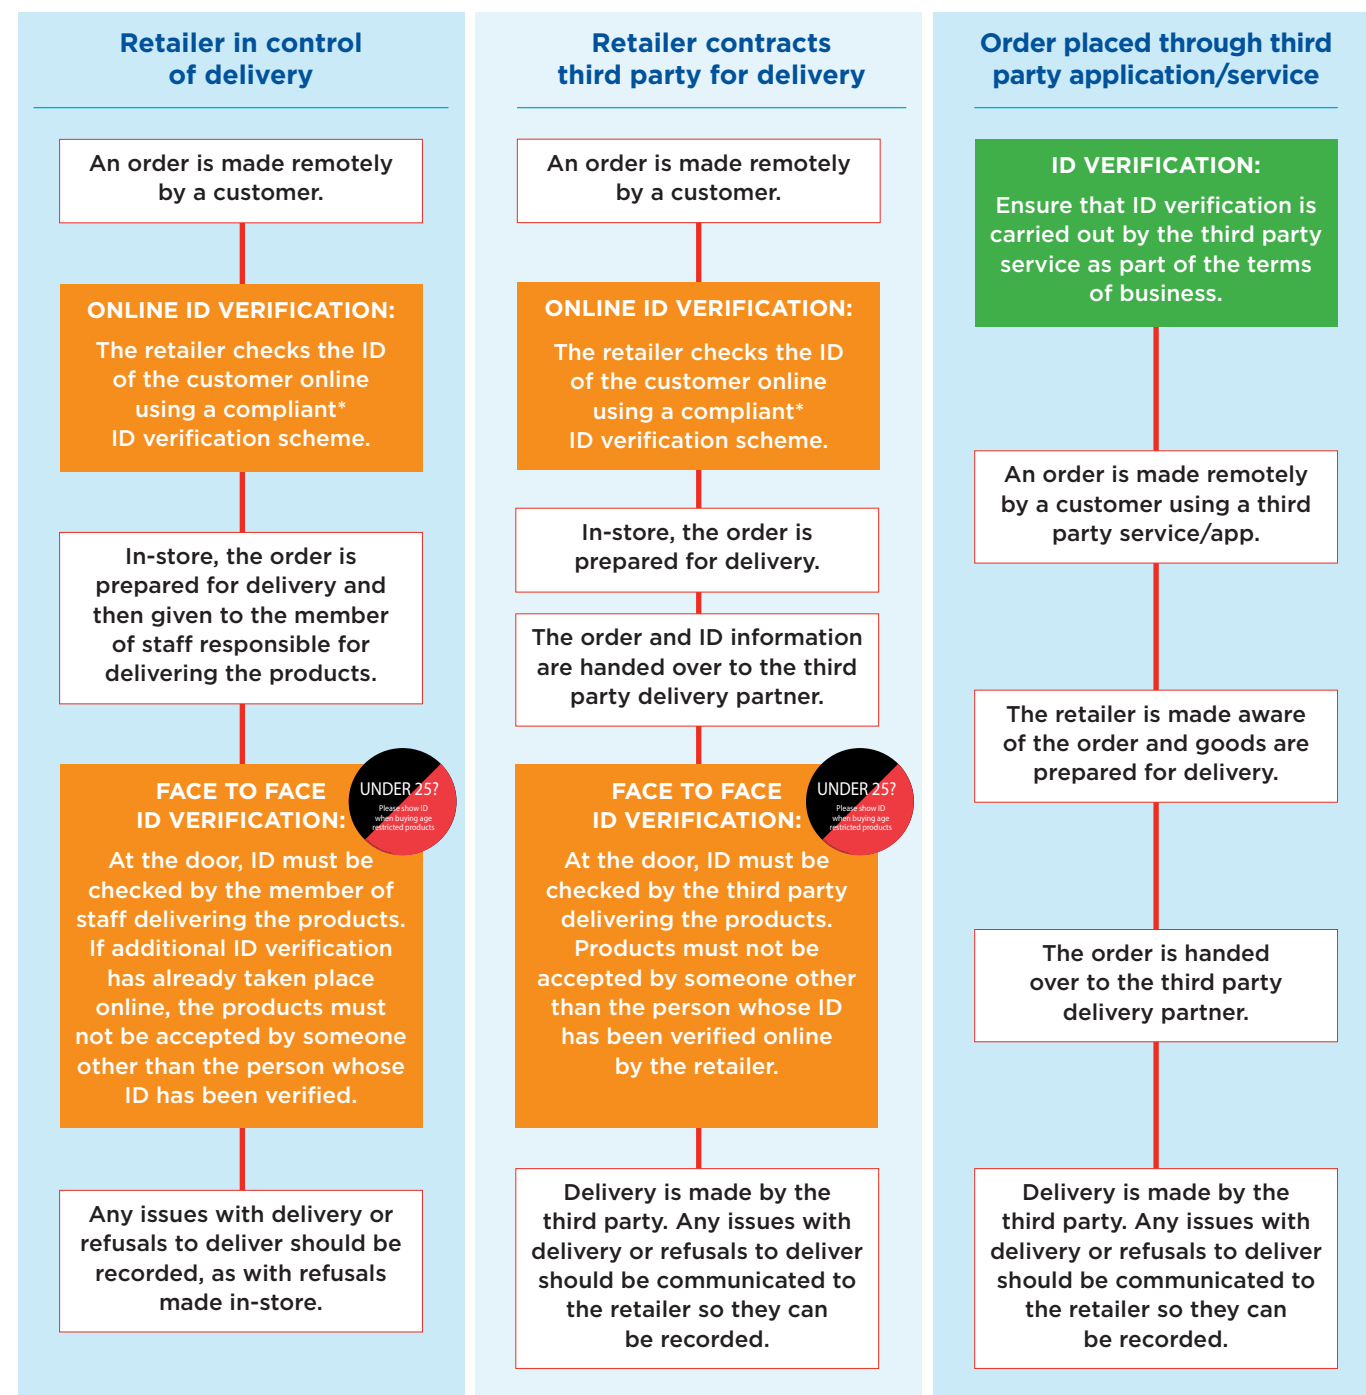 Retailer in control
of delivery
An order is made remotely
by a customer.
ONLINE ID VERIFICATION:
The retailer checks the ID
of the customer online
using a compliant*
ID verification scheme.
In-store, the order is
prepared for delivery and
then given to the member
of staff responsible for
delivering the products.
FACE TO FACE
ID VERIFICATION:
UNDER 25?
Please show ID
when buying age
restricted products
At the door, ID must be
checked by the member of
staff delivering the products.
If additional ID verification
has already taken place
online, the products must
not be accepted by someone
other than the person whose
ID has been verified.
Any issues with delivery or
refusals to deliver should be
recorded, as with refusals
made in-store.
Retailer contracts
third party for delivery
An order is made remotely
by a customer.
ONLINE ID VERIFICATION:
The retailer checks the ID
of the customer online
using a compliant*
ID verification scheme.
In-store, the order is
prepared for delivery.
The order and ID information
are handed over to the third
party delivery partner.
FACE TO FACE
ID VERIFICATION:
UNDER 25?
Please show ID
when buying age
restricted products
At the door, ID must be
checked by the third party
delivering the products.
Products must not be
accepted by someone other
than the person whose ID
has been verified online
by the retailer.
Delivery is made by the
third party. Any issues with
delivery or refusals to deliver
should be communicated to
the retailer so they can
be recorded.
Order placed through third
party application/service
ID VERIFICATION:
Ensure that ID verification is
carried out by the third party
service as part of the terms
of business.
An order is made remotely
by a customer using a third
party service/app.
The retailer is made aware
of the order and goods are
prepared for delivery.
The order is handed
over to the third party
delivery partner.
Delivery is made by the
third party. Any issues with
delivery or refusals to deliver
should be communicated to
the retailer so they can
be recorded.